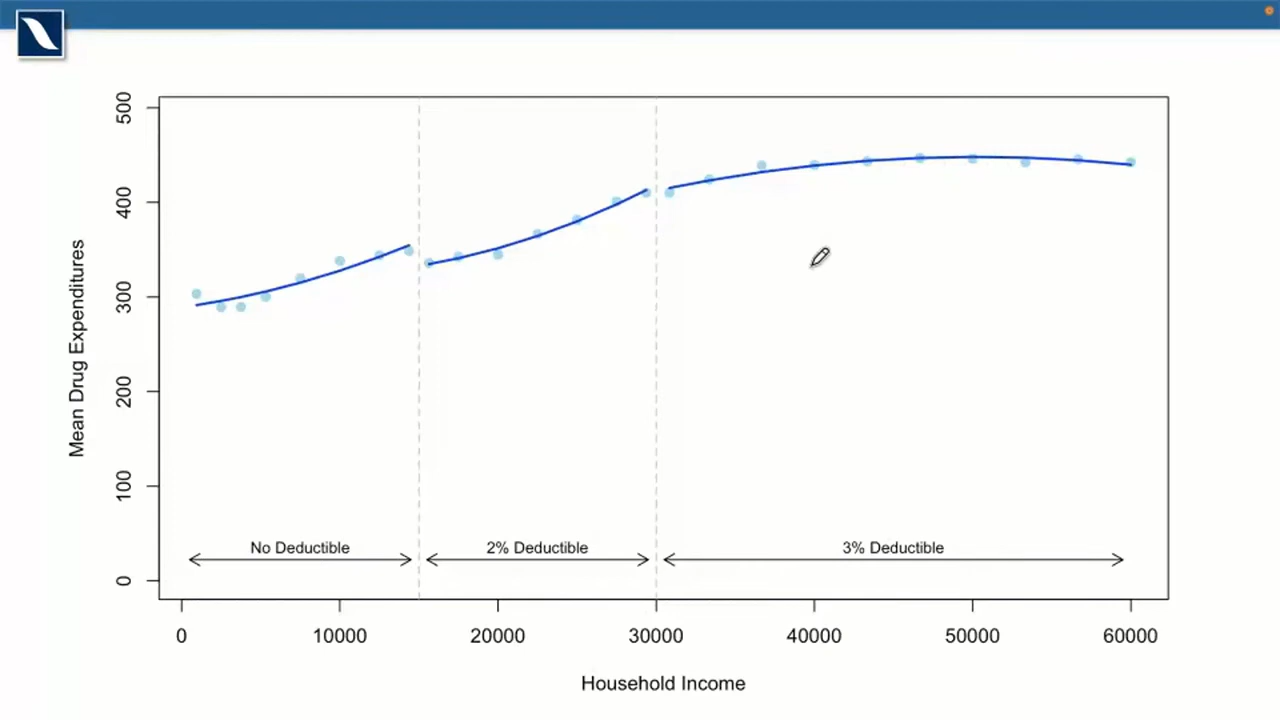 500
400
300
200
100
0
Mean Drug Expenditures
No Deductible
2% Deductible
3% Deductible
0
10000
20000
30000
40000
50000
60000
Household Income